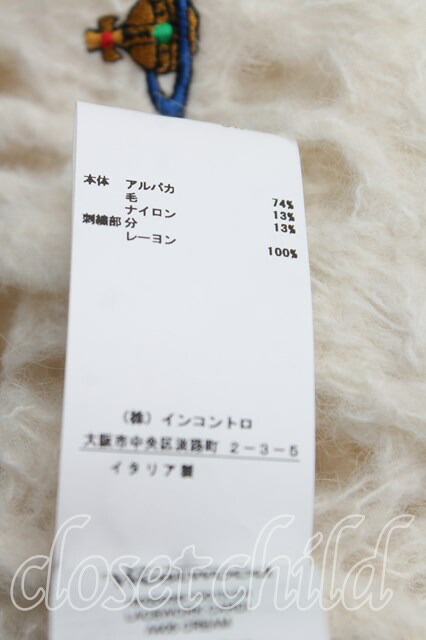 本体 アルパカ 74%
毛 13%
ナイロン 13%
刺繍部分
レーヨン 100%
(株) インコントロ
大阪市中央区淡路町 2-3-5
イタリア製
closetchild